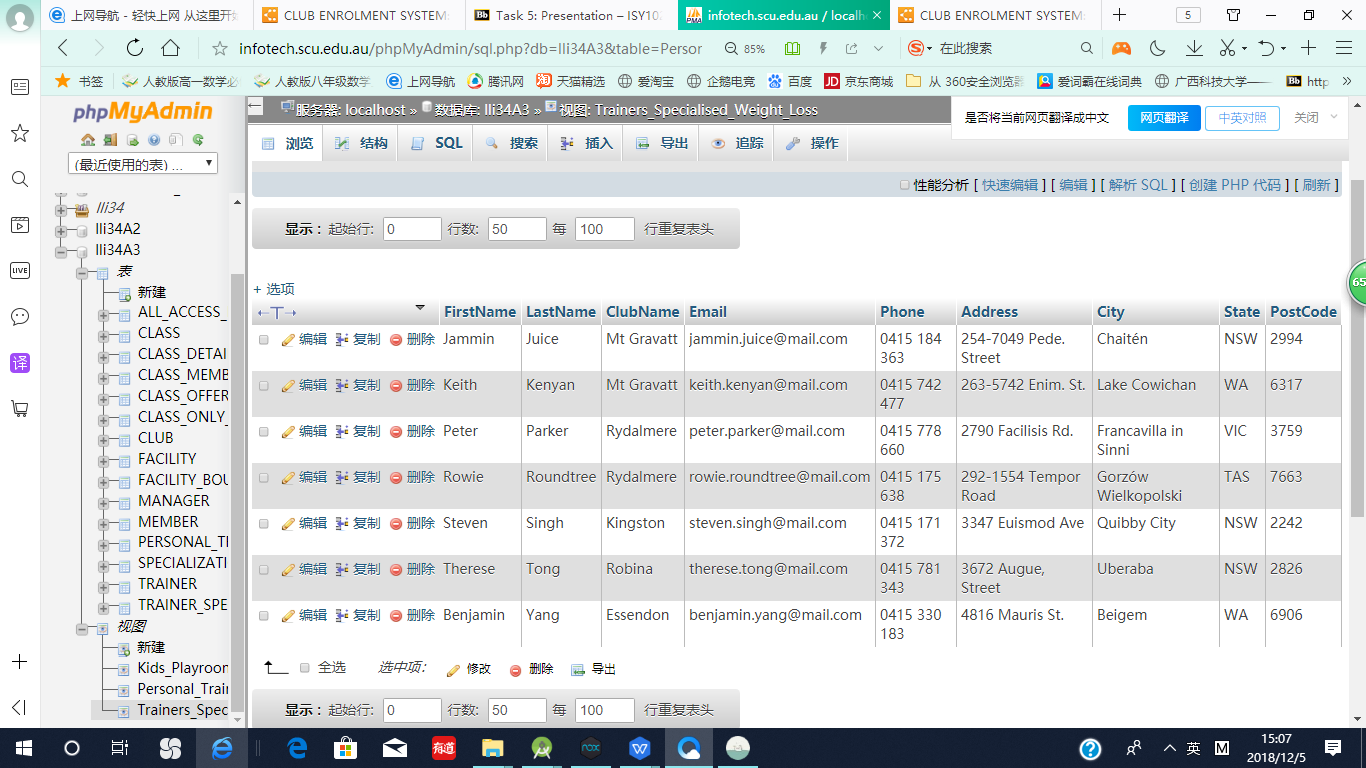 上网导航 - 轻快上网 从这里开始
CLUB ENROLMENT SYSTEM:
Bb Task 5: Presentation – ISY102
PMA infotech.scu.edu.au / localh
CLUB ENROLMENT SYSTEM:
5
infotech.scu.edu.au/phpMyAdmin/sql.php?db=lli34A3&table=Persor
85%
在此搜索
书签
人教版高一数学必
人教版八年级数学
上网导航
腾讯网
淘 天猫精选
爱淘宝
企鹅电竞
百度
JD 京东商城
从 360安全浏览器
爱词霸在线词典
广西科技大学——
Bb http
LIVE
译
phpMyAdmin
(最近使用的表) ...
lli34
lli34A2
lli34A3
表
新建
ALL_ACCESS_
CLASS
CLASS_DETAI
CLASS_MEMB
CLASS_OFFER
CLASS_ONLY_
CLUB
FACILITY
FACILITY_BOU
MANAGER
MEMBER
PERSONAL_TI
SPECIALIZATI
TRAINER
TRAINER_SPE
视图
新建
Kids_Playroon
Personal_Trai
Trainers_Spec
服务器: localhost » 数据库: lli34A3 » 视图: Trainers_Specialised_Weight_Loss
是否将当前网页翻译成中文 网页翻译 中英对照 关闭
浏览 结构 SQL 搜索 插入 导出 追踪 操作
性能分析 [ 快速编辑 ] [ 编辑 ] [ 解析 SQL ] [ 创建 PHP 代码 ] [ 刷新 ]
显示 : 起始行: 0 行数: 50 每 100 行重复表头
65
+ 选项
←T→ FirstName LastName ClubName Email Phone Address City State PostCode
编辑 复制 删除 Jammin Juice Mt Gravatt jammin.juice@mail.com 0415 184 254-7049 Pede. Chaitén NSW 2994
363 Street
编辑 复制 删除 Keith Kenyan Mt Gravatt keith.kenyan@mail.com 0415 742 263-5742 Enim. St. Lake Cowichan WA 6317
477
编辑 复制 删除 Peter Parker Rydalmere peter.parker@mail.com 0415 778 2790 Facilisis Rd. Francavilla in VIC 3759
660 Sinni
编辑 复制 删除 Rowie Roundtree Rydalmere rowie.roundtree@mail.com 0415 175 292-1554 Tempor Gorzów TAS 7663
638 Road Wielkopolski
编辑 复制 删除 Steven Singh Kingston steven.singh@mail.com 0415 171 3347 Euismod Ave Quibby City NSW 2242
372
编辑 复制 删除 Therese Tong Robina therese.tong@mail.com 0415 781 3672 Augue, Uberaba NSW 2826
343 Street
编辑 复制 删除 Benjamin Yang Essendon benjamin.yang@mail.com 0415 330 4816 Mauris St. Beigem WA 6906
183
全选 选中项: 修改 删除 导出
显示 : 起始行: 0 行数: 50 每 100 行重复表头
有道
nox
英 M
15:07
2018/12/5